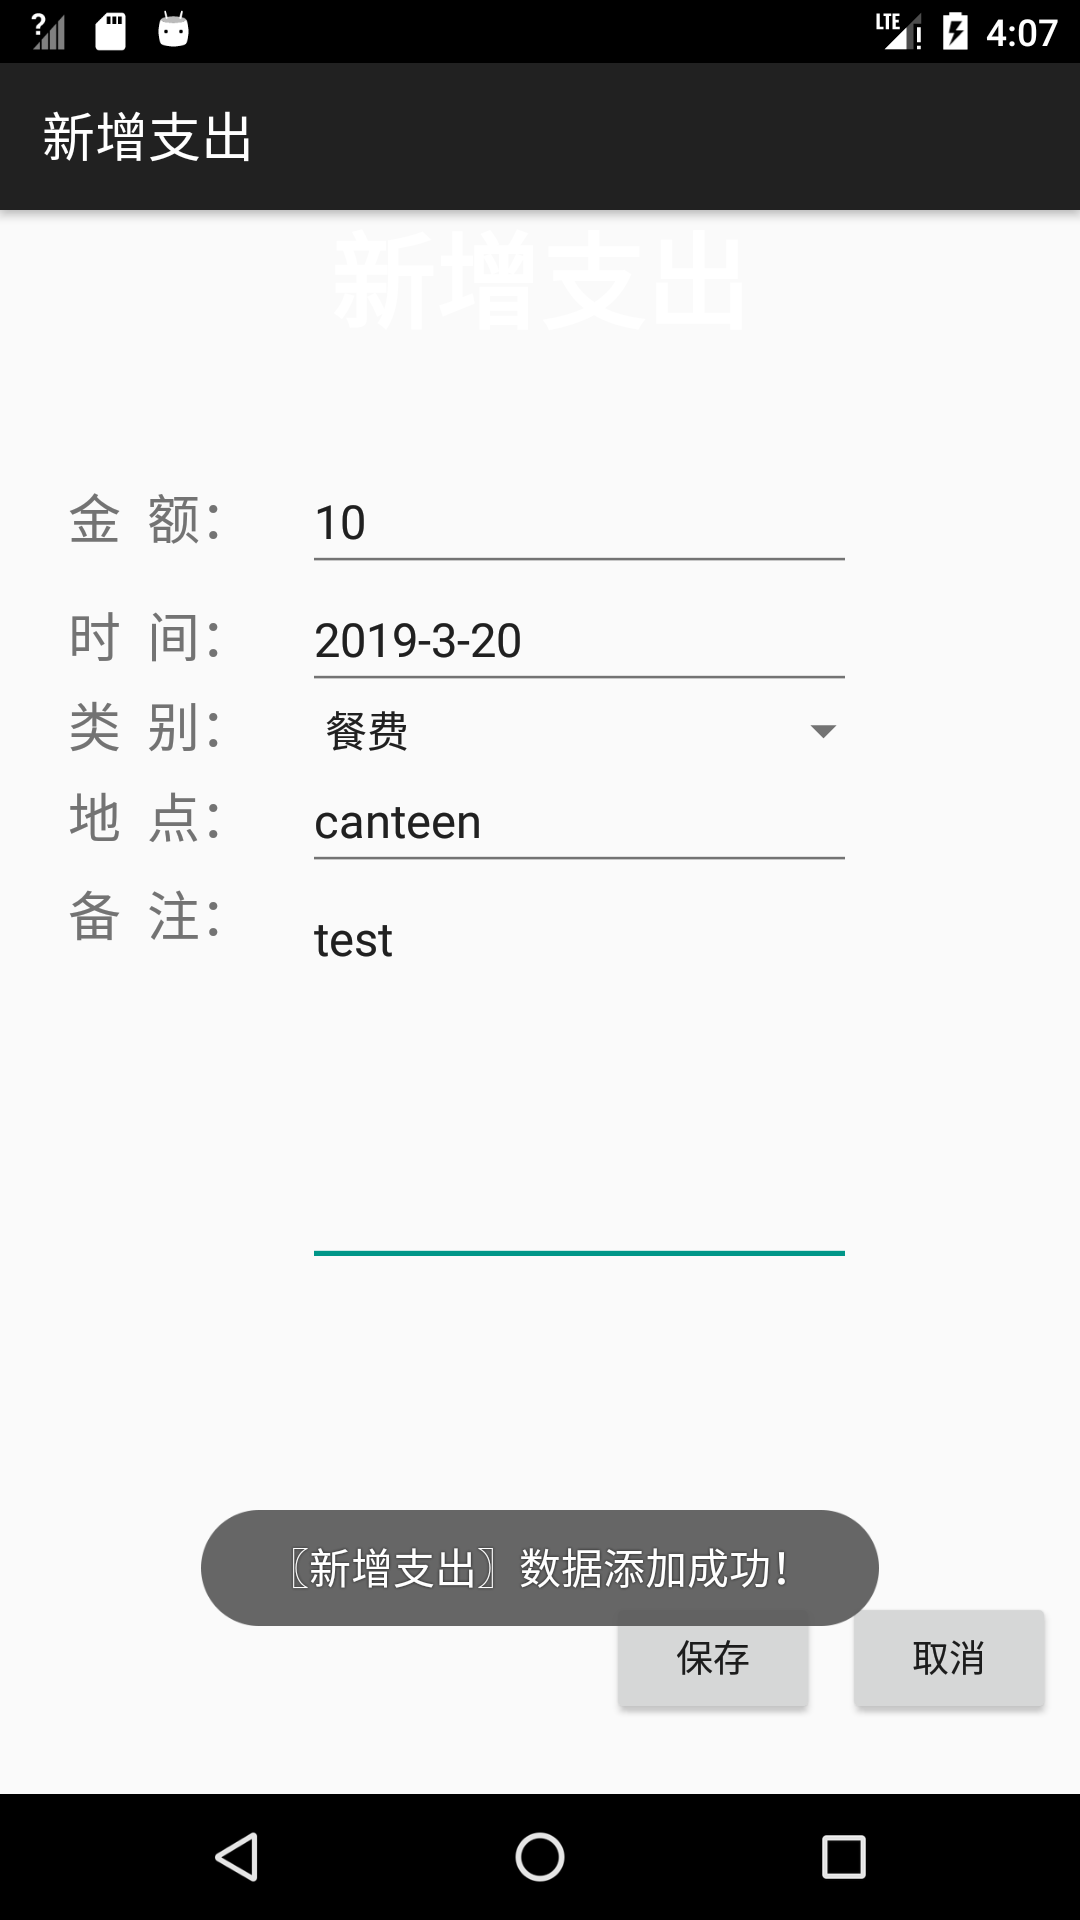 LTE 4:07
新增支出
新增支出
金 额： 10
时 间： 2019-3-20
类 别： 餐费
地 点： canteen
备 注： test
〖新增支出〗数据添加成功！
保存 取消